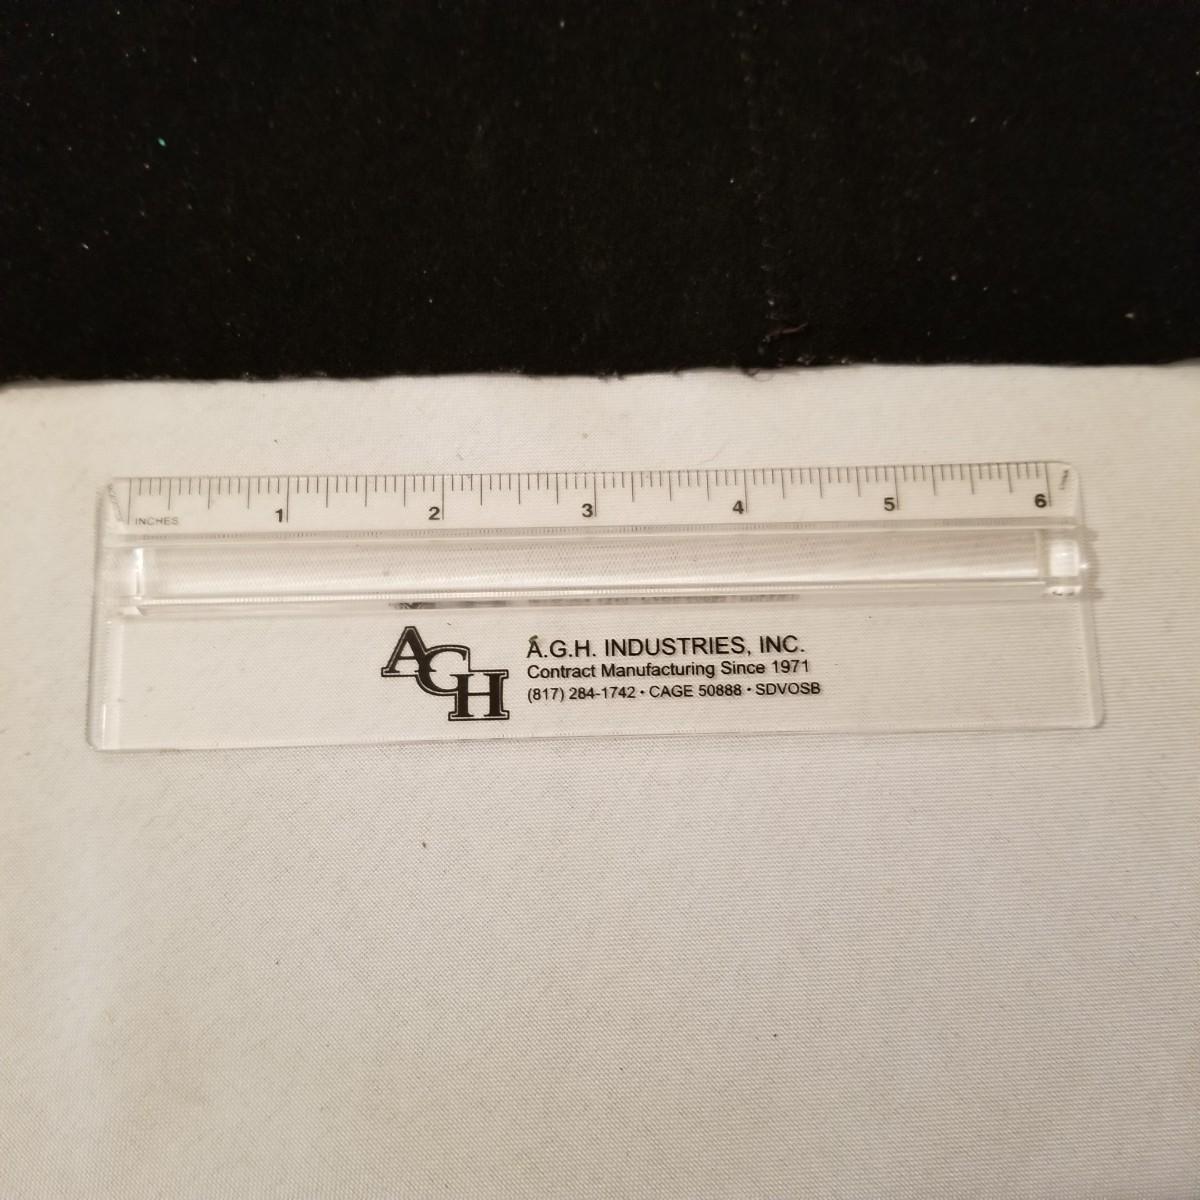 1 2 3 4 5 6
INCHES
AGH
A.G.H. INDUSTRIES, INC.
Contract Manufacturing Since 1971
(817) 284-1742 • CAGE 50888 • SDVOSB